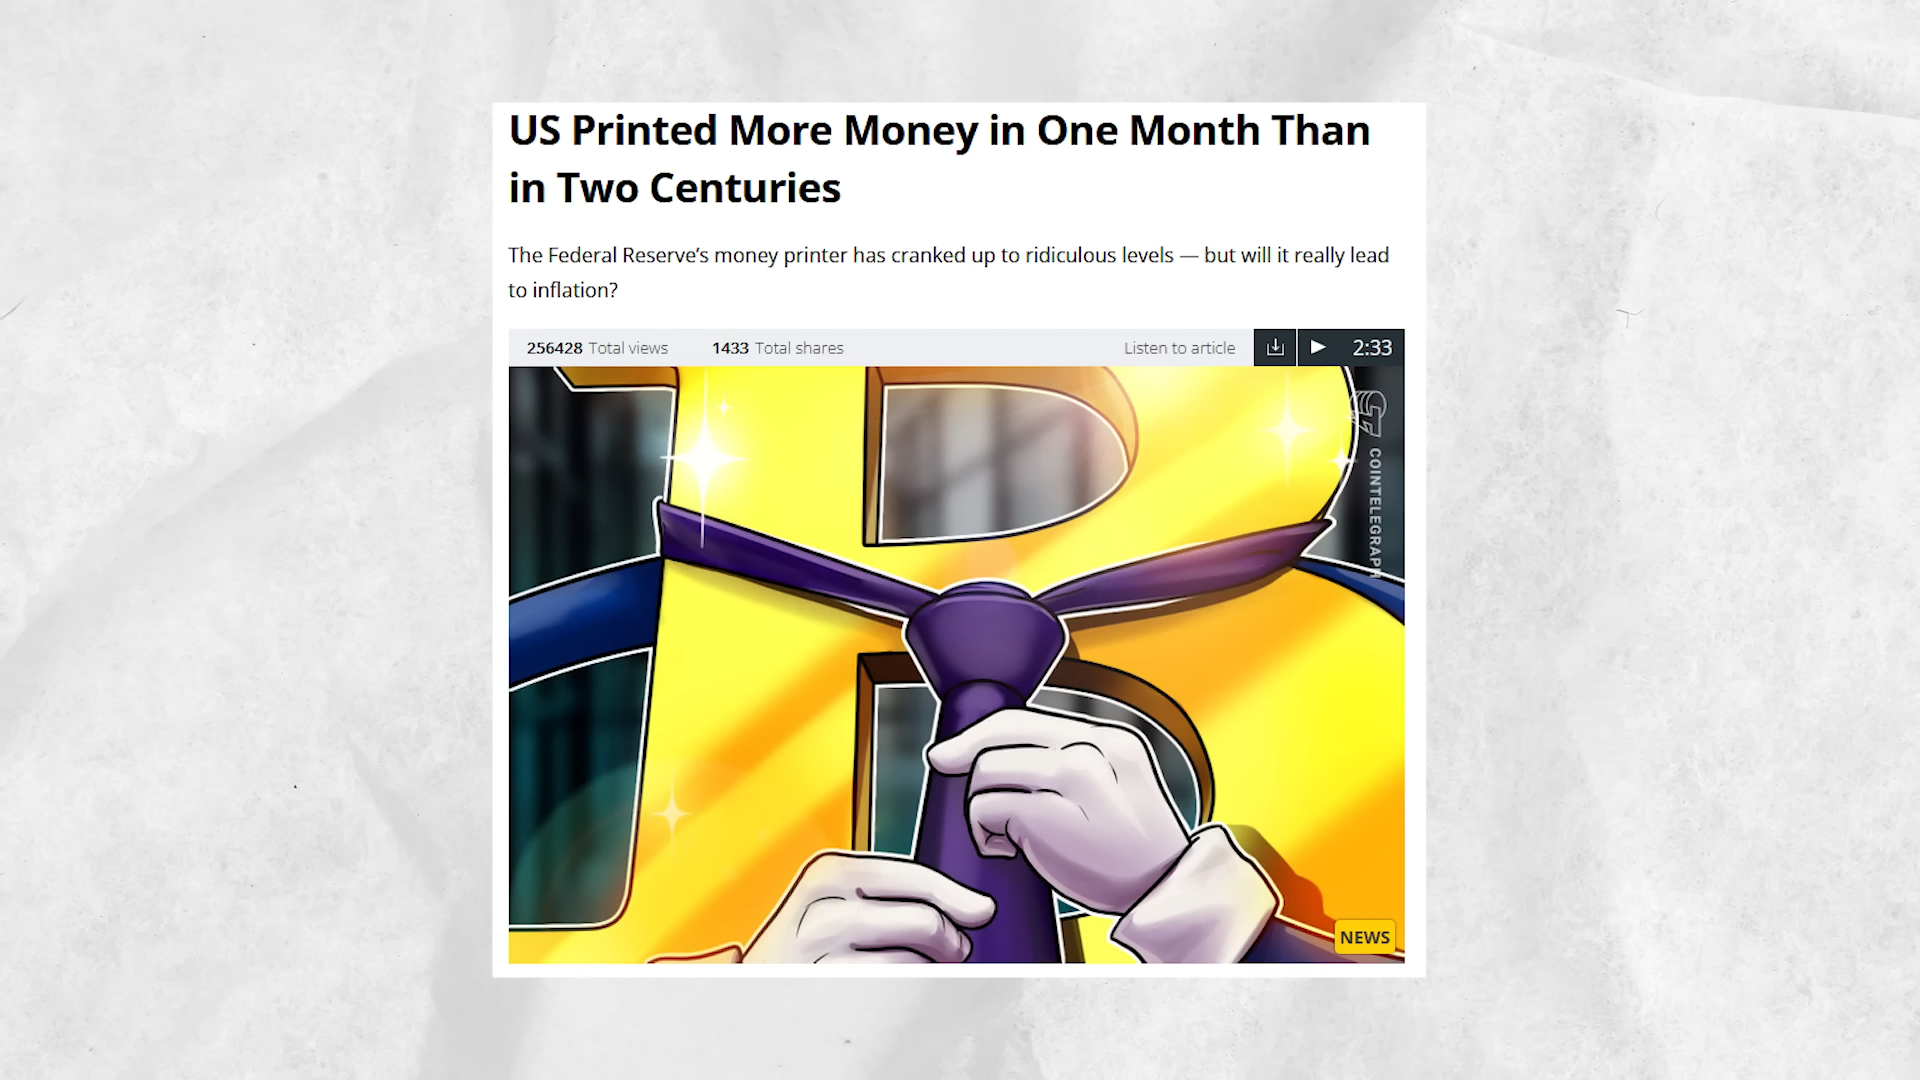 US Printed More Money in One Month Than
in Two Centuries
The Federal Reserve’s money printer has cranked up to ridiculous levels — but will it really lead
to inflation?
256428 Total views 1433 Total shares Listen to article 2:33
COINTELEGRAPH
NEWS